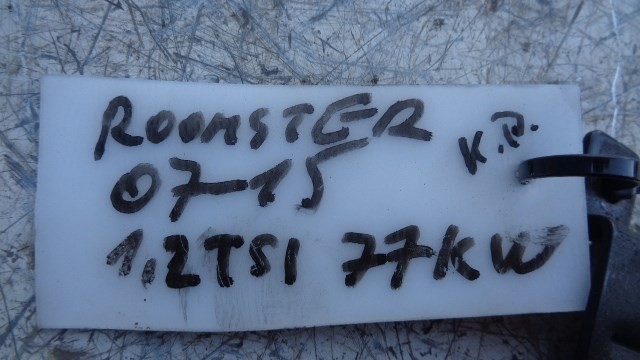 ROOMSTER K.P.
07-15
1,2TSI 77KW